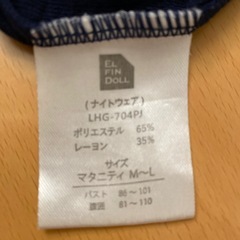 EL
FIN
DOLL
(ナイトウェア)
LHG-704PJ
ポリエステル 65%
レーヨン 35%
サイズ
マタニティ M〜L
バスト 86〜101
腹囲 81〜110